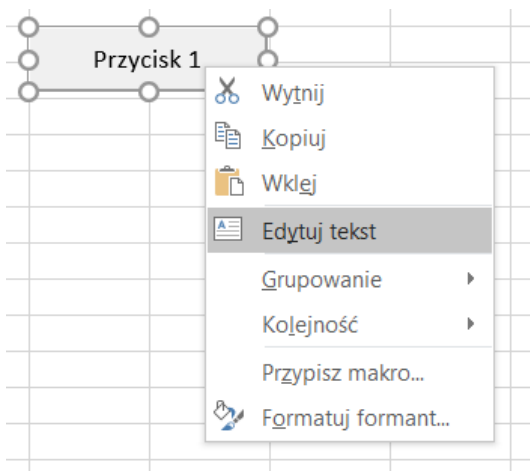 Przycisk 1
Wytnij
Kopiuj
Wklej
Edytuj tekst
Grupowanie
Kolejność
Przypisz makro...
Formatuj formant...